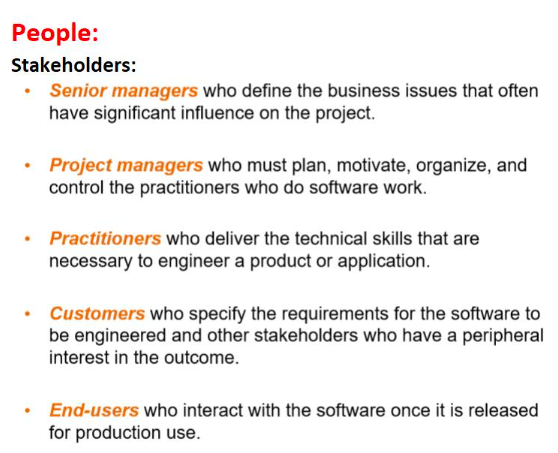 People:
Stakeholders:
• Senior managers who define the business issues that often
have significant influence on the project.
• Project managers who must plan, motivate, organize, and
control the practitioners who do software work.
• Practitioners who deliver the technical skills that are
necessary to engineer a product or application.
• Customers who specify the requirements for the software to
be engineered and other stakeholders who have a peripheral
interest in the outcome.
• End-users who interact with the software once it is released
for production use.